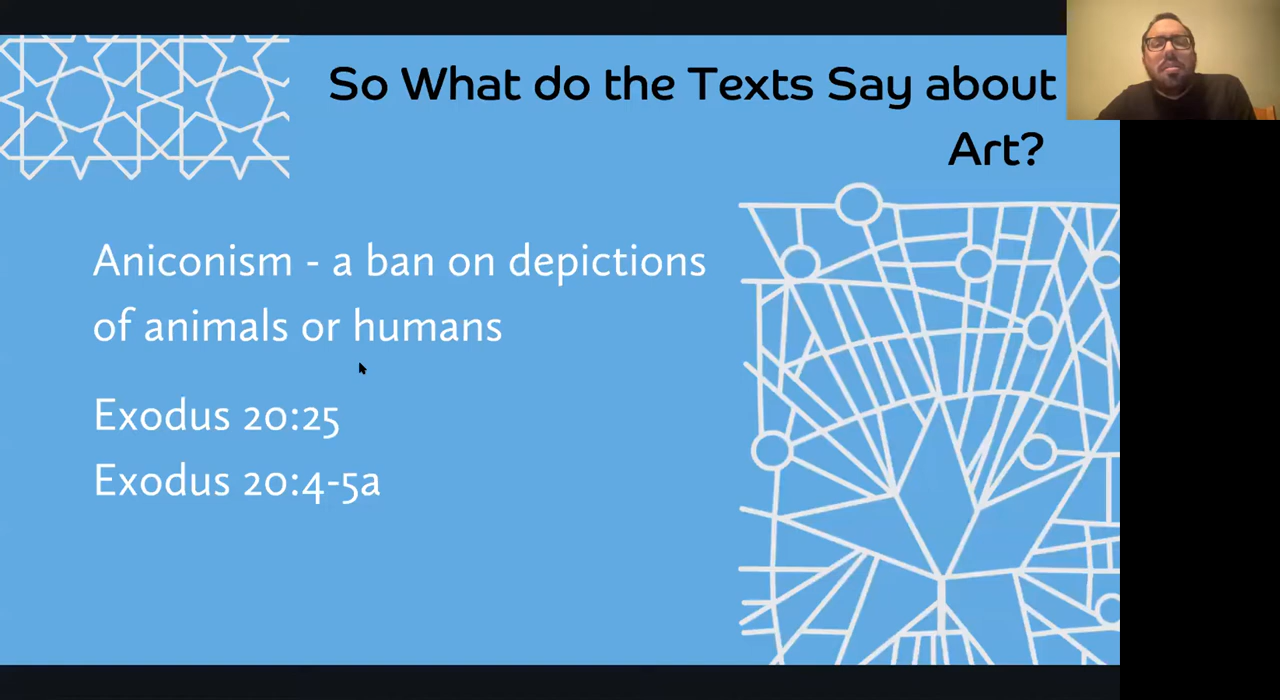 So What do the Texts Say about
Art?
Aniconism - a ban on depictions
of animals or humans
Exodus 20:25
Exodus 20:4-5a